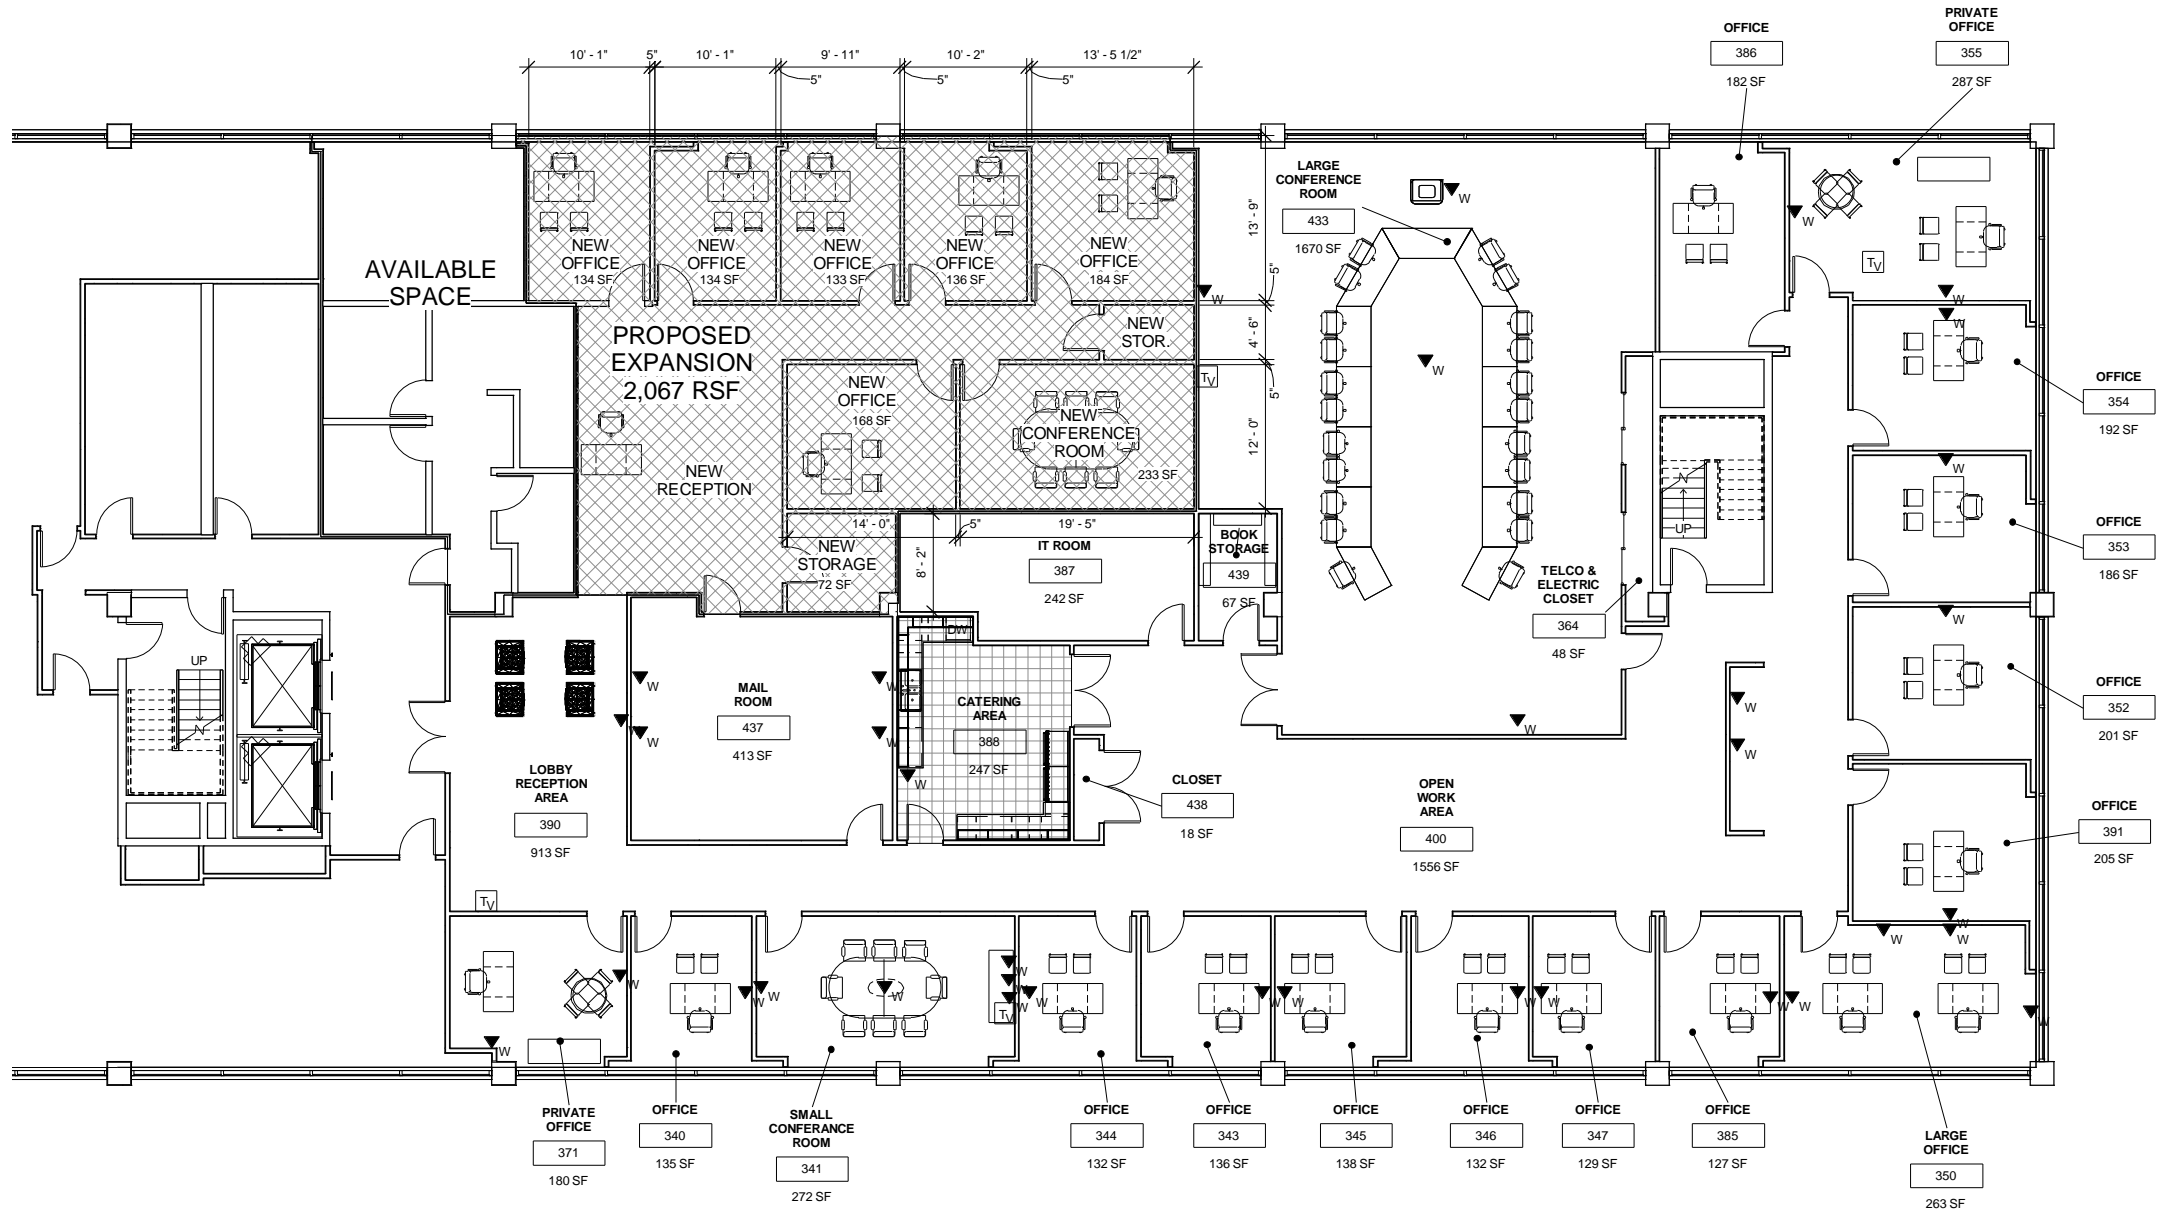 10' - 1"
5"
10' - 1"
9' - 11"
10' - 2"
13' - 5 1/2"
5"
5"
5"
OFFICE
386
182 SF
PRIVATE
OFFICE
355
287 SF
LARGE
CONFERENCE
ROOM
433
1670 SF
W
W
W
W
W
TV
13' - 9"
5"
4' - 6"
5"
12' - 0"
NEW
OFFICE
134 SF
NEW
OFFICE
134 SF
NEW
OFFICE
133 SF
NEW
OFFICE
136 SF
NEW
OFFICE
184 SF
AVAILABLE
SPACE
PROPOSED
EXPANSION
2,067 RSF
NEW
STOR.
NEW
OFFICE
168 SF
NEW
CONFERENCE
ROOM
233 SF
TV
NEW
RECEPTION
14' - 0"
5"
19' - 5"
8' - 2"
NEW
STORAGE
72 SF
IT ROOM
387
242 SF
BOOK
STORAGE
439
67 SF
TELCO &
ELECTRIC
CLOSET
364
48 SF
N
UP
W
OFFICE
354
192 SF
W
OFFICE
353
186 SF
W
OFFICE
352
201 SF
OFFICE
391
205 SF
UP
N
DW
LOBBY
RECEPTION
AREA
390
913 SF
W
W
W
MAIL
ROOM
437
413 SF
W
W
CATERING
AREA
388
247 SF
W
CLOSET
438
18 SF
OPEN
WORK
AREA
400
1556 SF
W
W
W
TV
W
W
W
W
W
W
W
W
W
W
TV
W
W
W
W
W
W
W
W
W
W
PRIVATE
OFFICE
371
180 SF
OFFICE
340
135 SF
SMALL
CONFERANCE
ROOM
341
272 SF
OFFICE
344
132 SF
OFFICE
343
136 SF
OFFICE
345
138 SF
OFFICE
346
132 SF
OFFICE
347
129 SF
OFFICE
385
127 SF
LARGE
OFFICE
350
263 SF